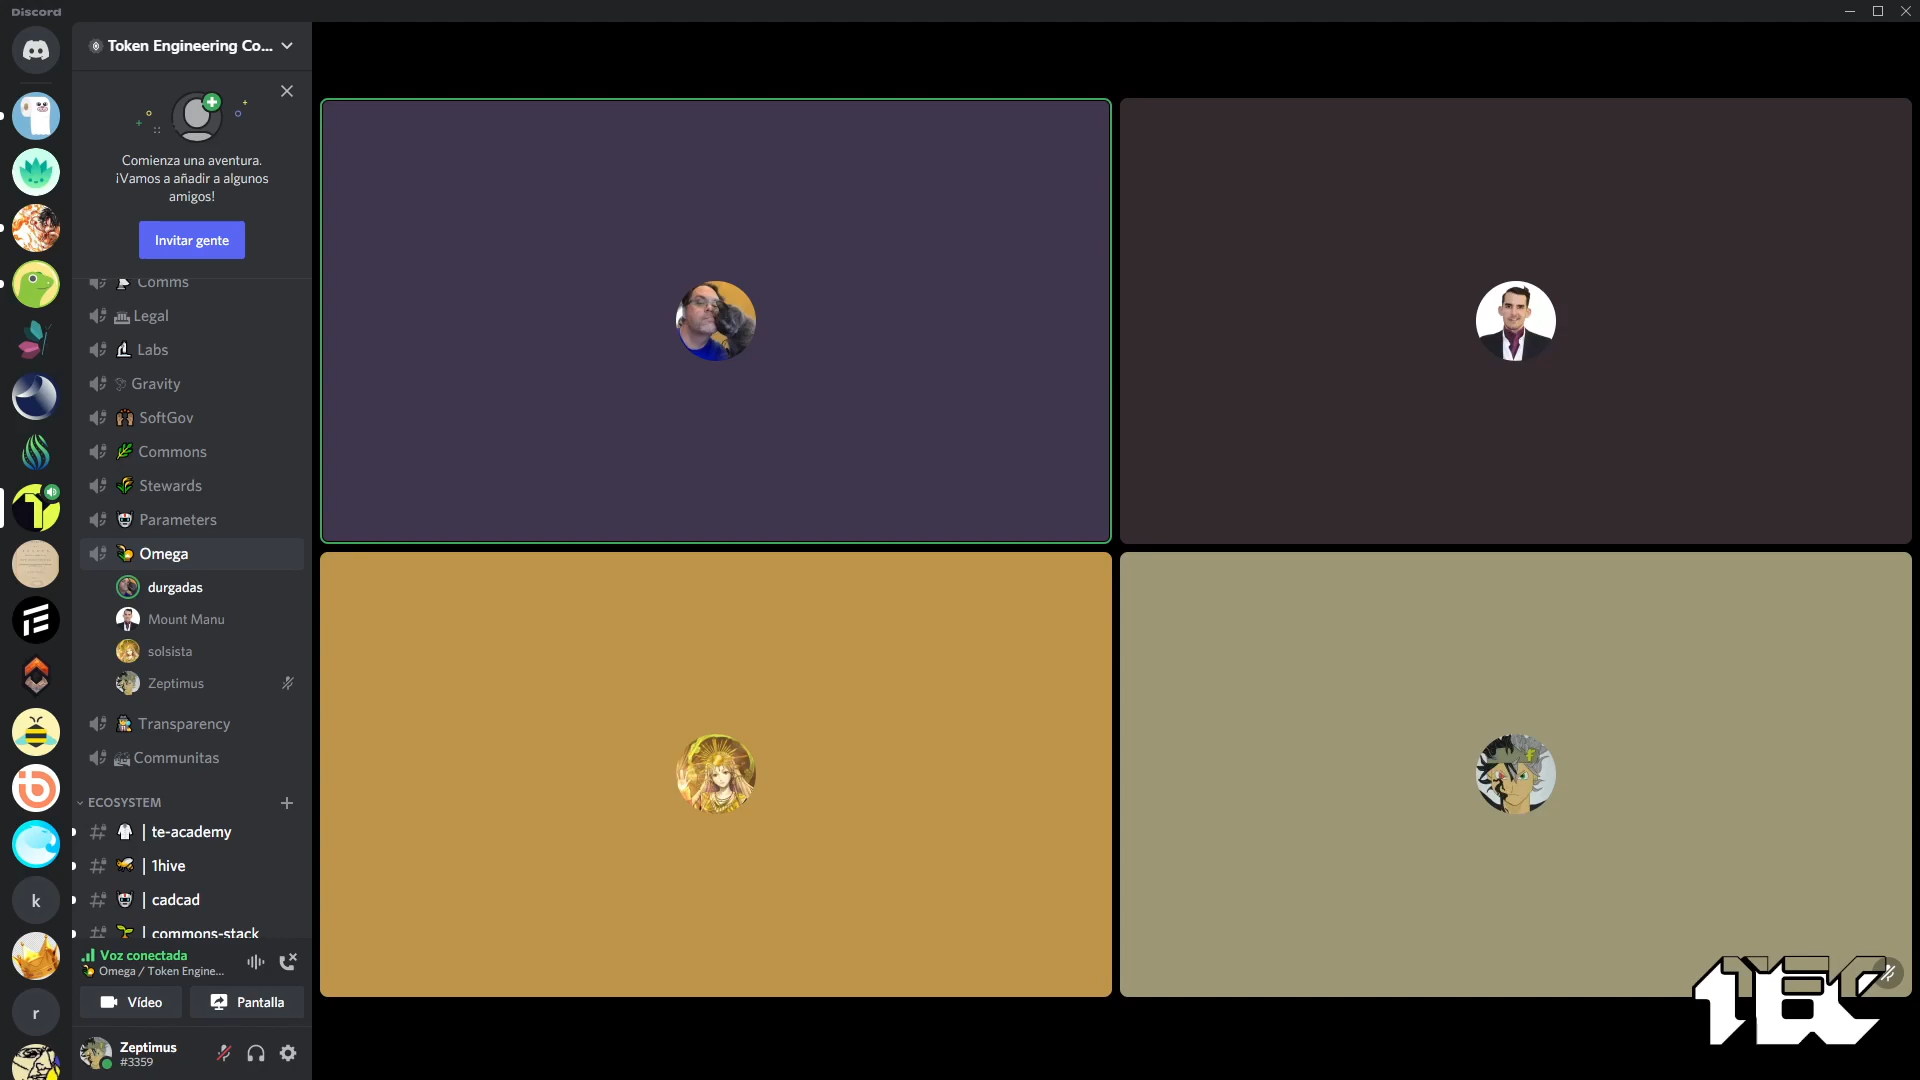 Discord
Token Engineering Co...
Comienza una aventura.
¡Vamos a añadir a algunos
amigos!
Invitar gente
Comms
Legal
Labs
Gravity
SoftGov
Commons
Stewards
Parameters
Omega
durgadas
Mount Manu
solsista
Zeptimus
Transparency
Communitas
ECOSYSTEM
| te-academy
| 1hive
| cadcad
| commons-stack
k
r
Voz conectada
Omega / Token Engine...
Vídeo
Pantalla
Zeptimus
#3359
TEC